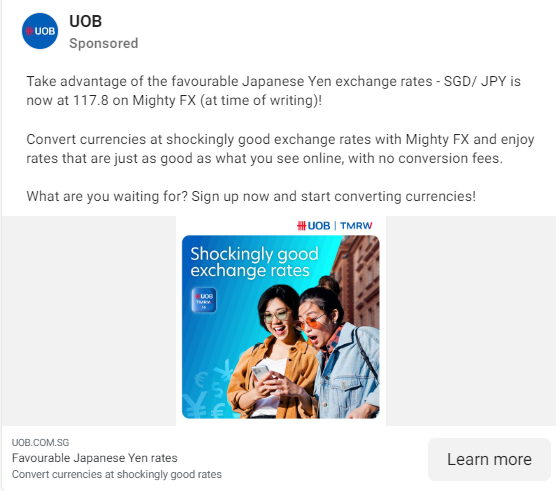 UOB
UOB
Sponsored
Take advantage of the favourable Japanese Yen exchange rates - SGD/ JPY is
now at 117.8 on Mighty FX (at time of writing)!
Convert currencies at shockingly good exchange rates with Mighty FX and enjoy
rates that are just as good as what you see online, with no conversion fees.
What are you waiting for? Sign up now and start converting currencies!
UOB | TMRW
Shockingly good
exchange rates
UOB
TMRW
¥ € $ ¥ € ¥
UOB.COM.SG
Favourable Japanese Yen rates
Convert currencies at shockingly good rates
Learn more